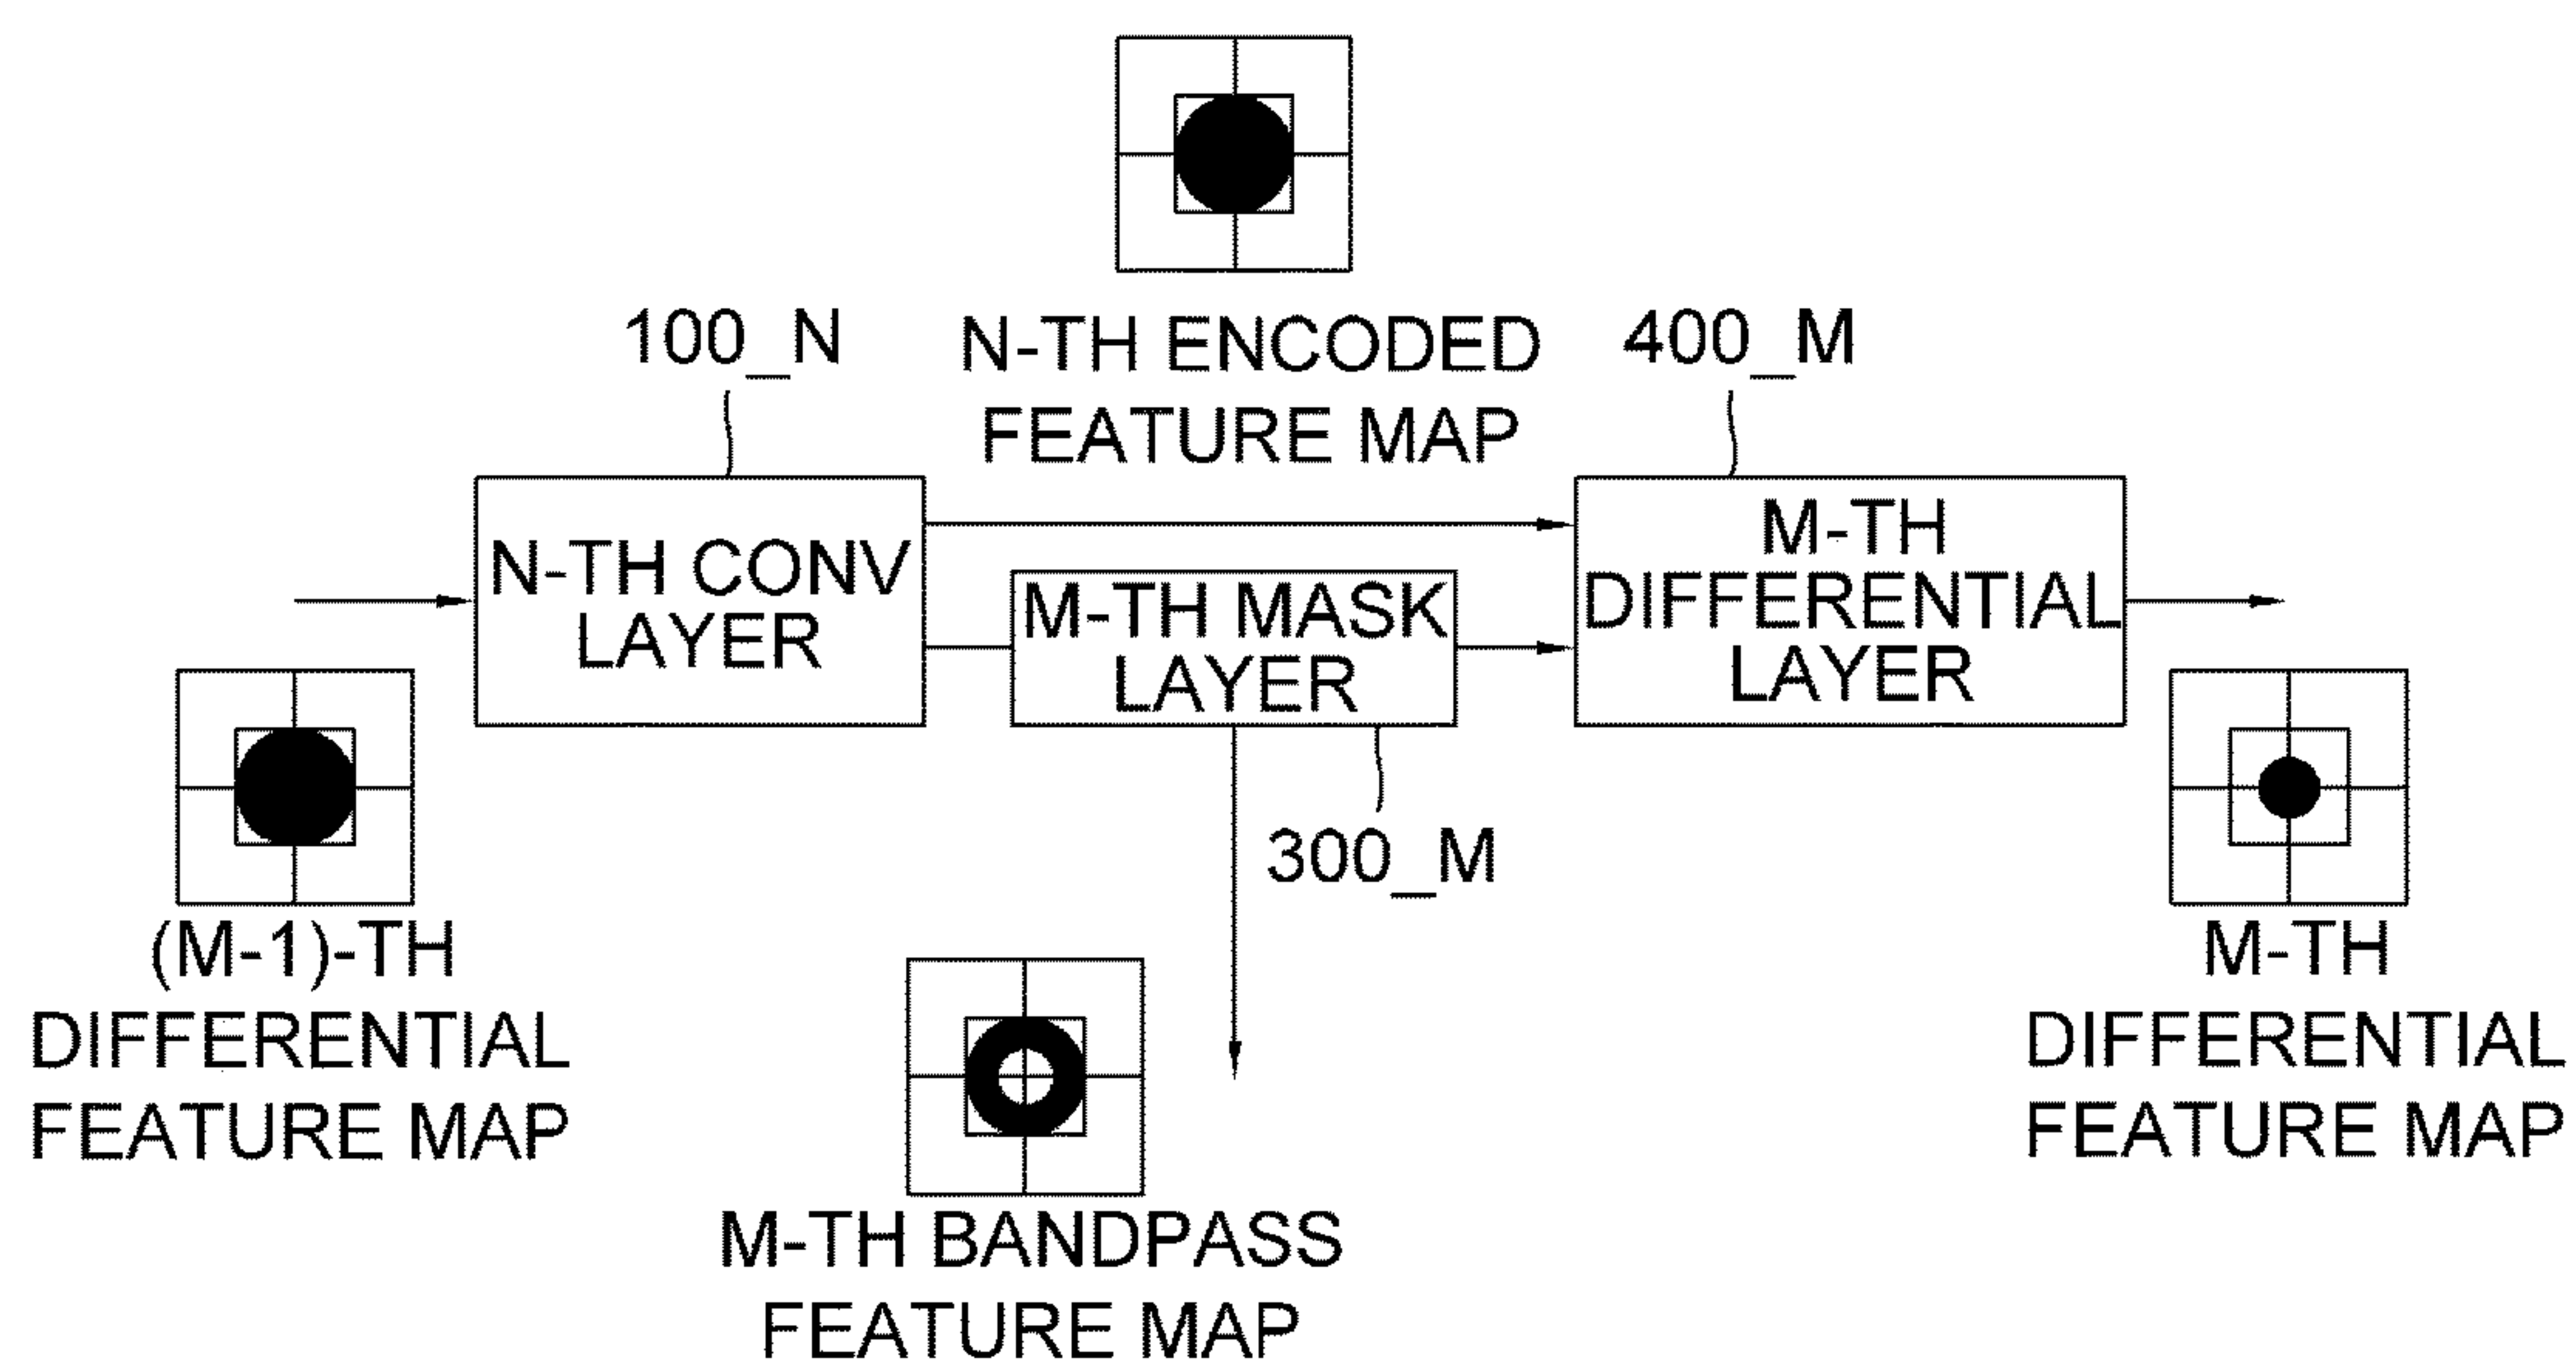 100_N
N-TH ENCODED
FEATURE MAP
400_M
N-TH CONV
LAYER
M-TH MASK
LAYER
M-TH
DIFFERENTIAL
LAYER
300_M
(M-1)-TH
DIFFERENTIAL
FEATURE MAP
M-TH BANDPASS
FEATURE MAP
M-TH
DIFFERENTIAL
FEATURE MAP